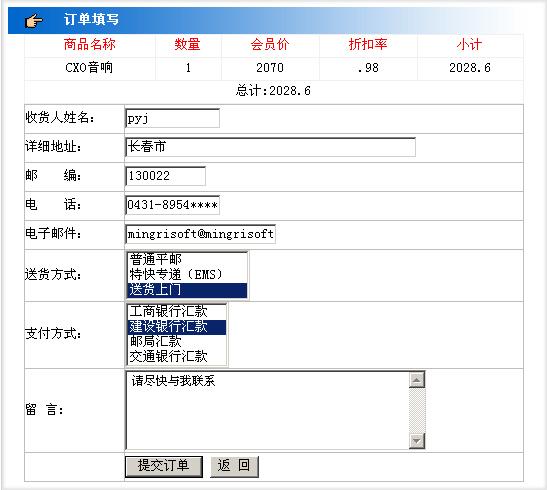 订单填写
商品名称 数量 会员价 折扣率 小计
CXO音响 1 2070 .98 2028.6
总计:2028.6
收货人姓名： pyj
详细地址： 长春市
邮 编： 130022
电 话： 0431-8954****
电子邮件： mingrisoft@mingrisoft
送货方式：
普通平邮
特快专递（EMS）
送货上门
支付方式：
工商银行汇款
建设银行汇款
邮局汇款
交通银行汇款
留 言： 请尽快与我联系
提交订单 返 回